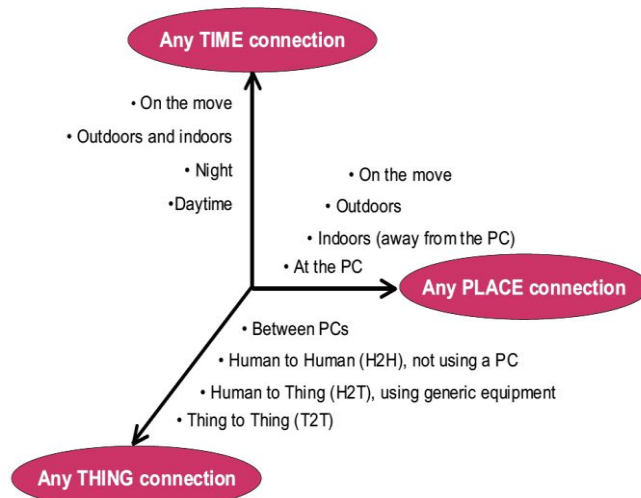 Any TIME connection
• On the move
• Outdoors and indoors
• Night
•Daytime
• On the move
• Outdoors
• Indoors (away from the PC)
• At the PC
Any PLACE connection
• Between PCs
• Human to Human (H2H), not using a PC
• Human to Thing (H2T), using generic equipment
• Thing to Thing (T2T)
Any THING connection